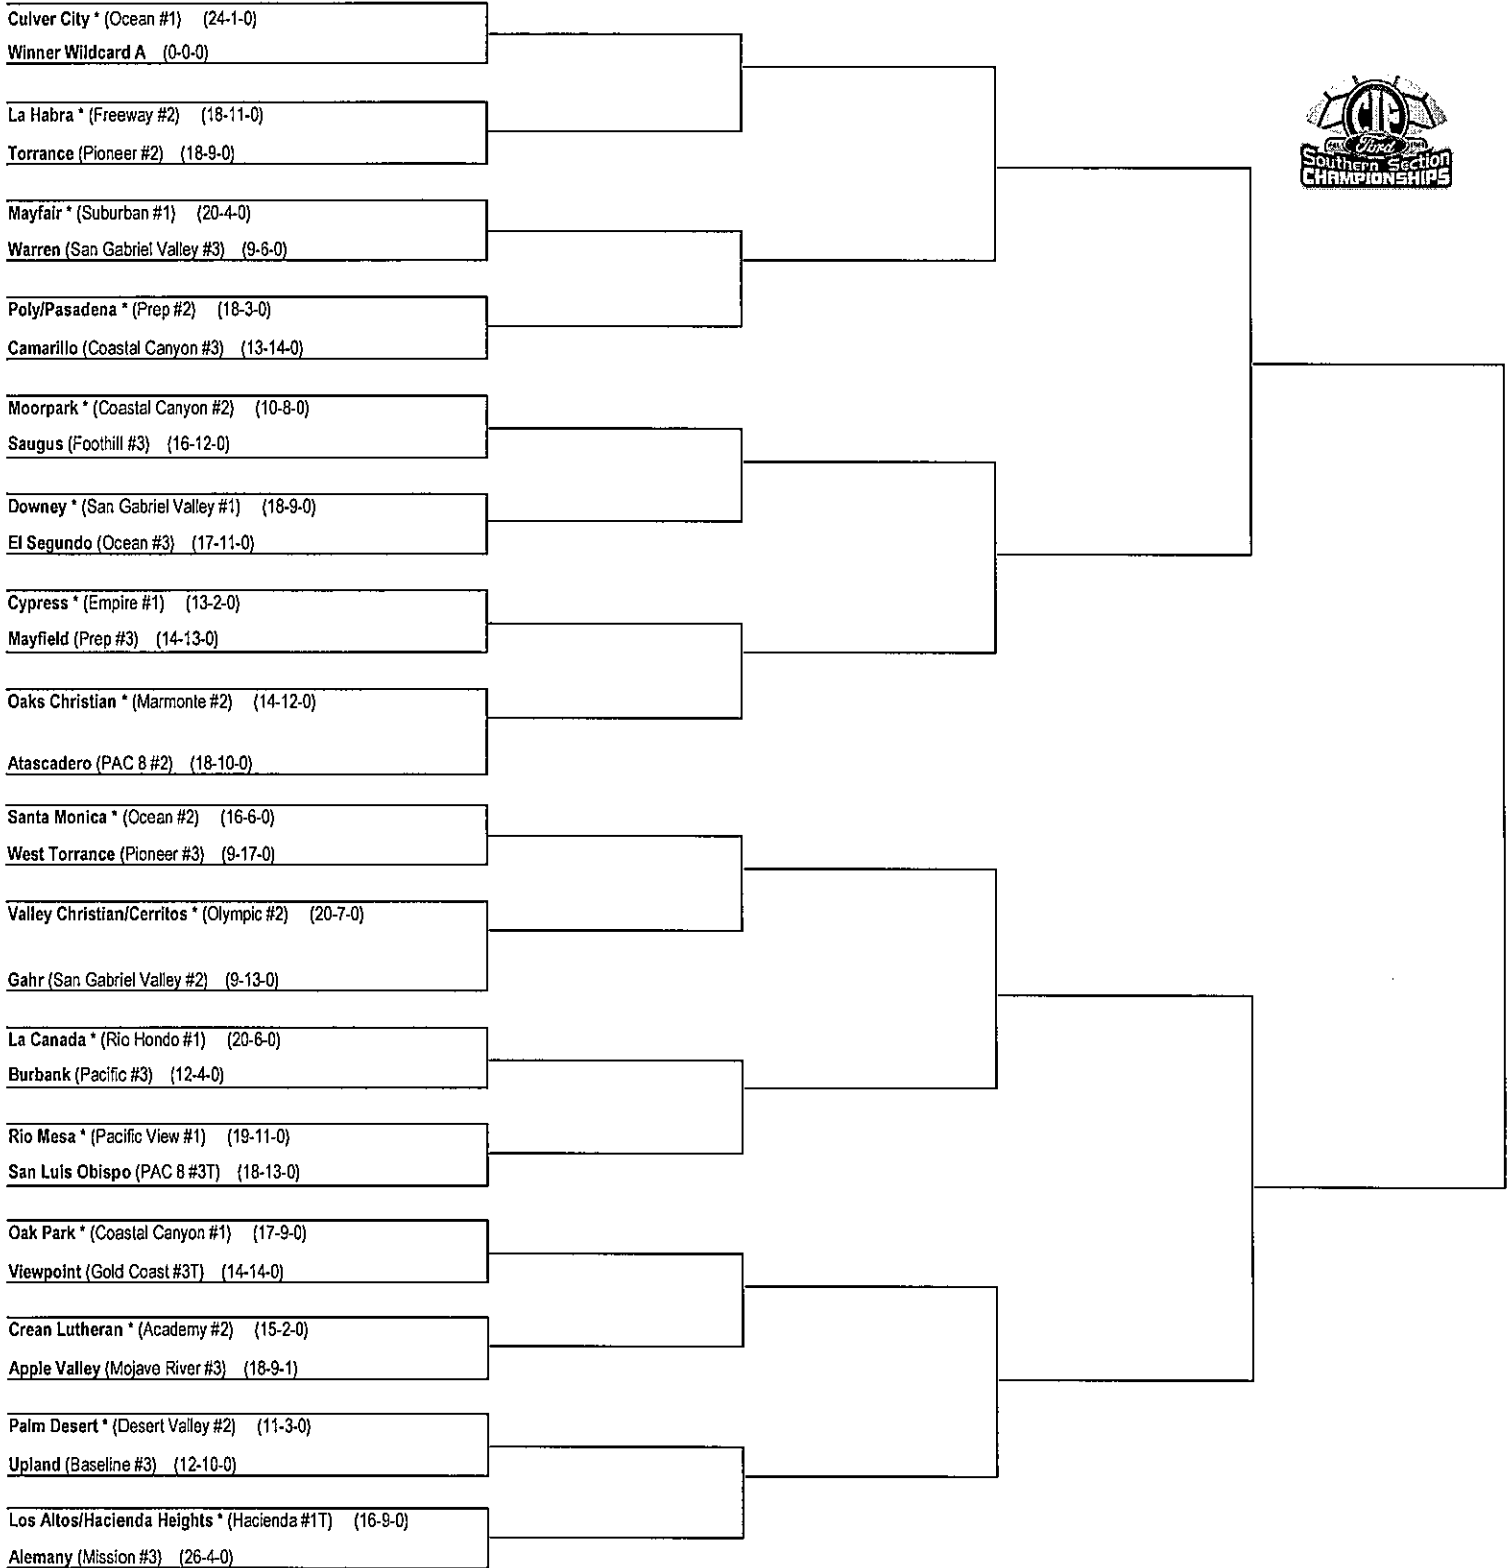 Culver City * (Ocean #1) (24-1-0)
Winner Wildcard A (0-0-0)
La Habra * (Freeway #2) (18-11-0)
Torrance (Pioneer #2) (18-9-0)
Mayfair * (Suburban #1) (20-4-0)
Warren (San Gabriel Valley #3) (9-6-0)
Poly/Pasadena * (Prep #2) (18-3-0)
Camarillo (Coastal Canyon #3) (13-14-0)
Moorpark * (Coastal Canyon #2) (10-8-0)
Saugus (Foothill #3) (16-12-0)
Downey * (San Gabriel Valley #1) (18-9-0)
El Segundo (Ocean #3) (17-11-0)
Cypress * (Empire #1) (13-2-0)
Mayfield (Prep #3) (14-13-0)
Oaks Christian * (Marmonte #2) (14-12-0)
Atascadero (PAC 8 #2) (18-10-0)
Santa Monica * (Ocean #2) (16-6-0)
West Torrance (Pioneer #3) (9-17-0)
Valley Christian/Cerritos * (Olympic #2) (20-7-0)
Gahr (San Gabriel Valley #2) (9-13-0)
La Canada * (Rio Hondo #1) (20-6-0)
Burbank (Pacific #3) (12-4-0)
Rio Mesa * (Pacific View #1) (19-11-0)
San Luis Obispo (PAC 8 #3T) (18-13-0)
Oak Park * (Coastal Canyon #1) (17-9-0)
Viewpoint (Gold Coast #3T) (14-14-0)
Crean Lutheran * (Academy #2) (15-2-0)
Apple Valley (Mojave River #3) (18-9-1)
Palm Desert * (Desert Valley #2) (11-3-0)
Upland (Baseline #3) (12-10-0)
Los Altos/Hacienda Heights * (Hacienda #1T) (16-9-0)
Alemany (Mission #3) (26-4-0)
CIF
Ford
Southern Section
CHAMPIONSHIPS